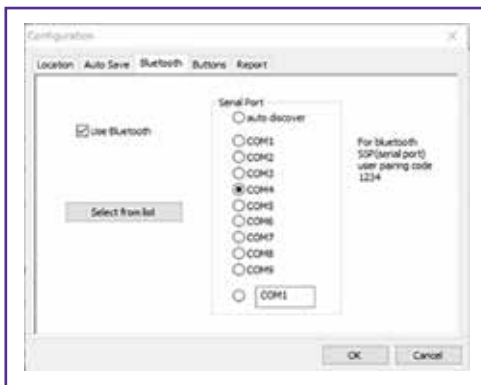 Configuration
Location Auto Save Bluetooth Buttons Report
Serial Port
auto discover
Use Bluetooth
COM1
COM2
COM3
COM4
COM5
COM6
COM7
COM8
COM9
COM1
For bluetooth
SSP(serial port)
user pairing code
1234
Select from list
OK Cancel